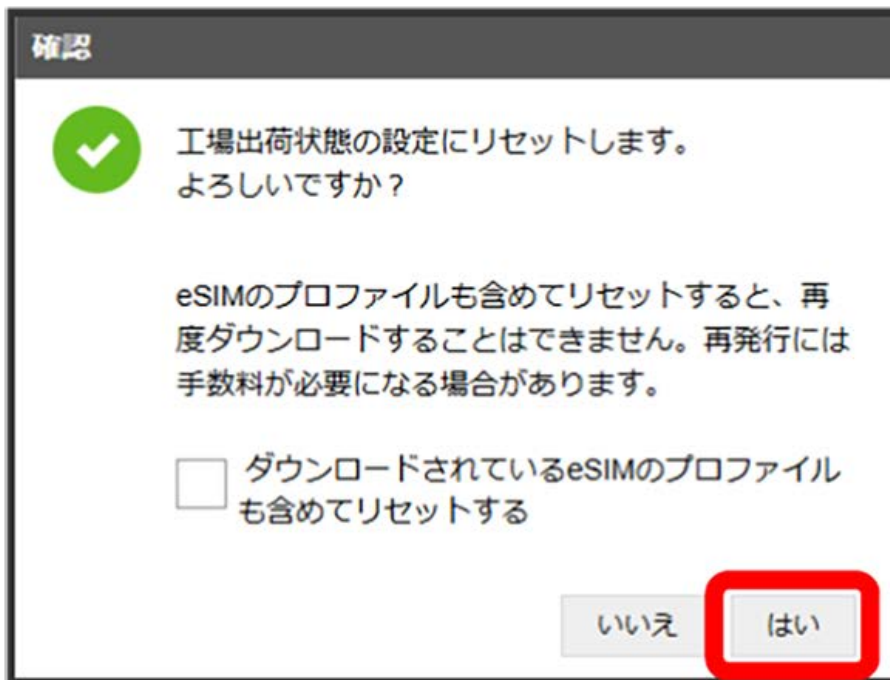 確認
工場出荷状態の設定にリセットします。
よろしいですか？
eSIMのプロファイルも含めてリセットすると、再
度ダウンロードすることはできません。再発行には
手数料が必要になる場合があります。
ダウンロードされているeSIMのプロファイル
も含めてリセットする
いいえ
はい